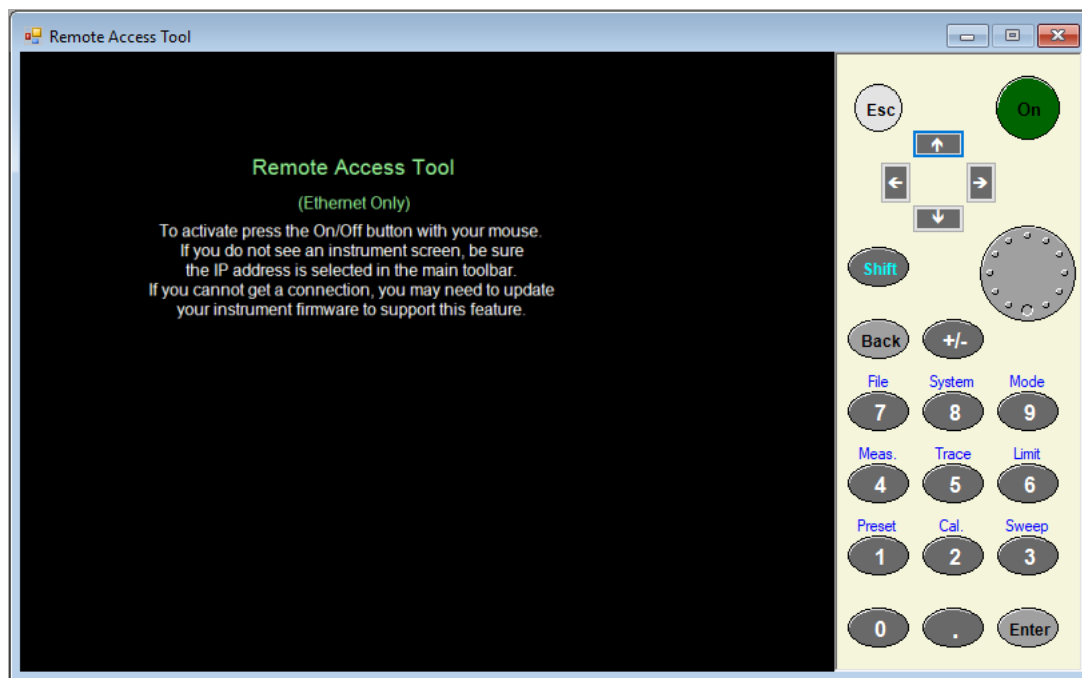 Remote Access Tool
Remote Access Tool
(Ethernet Only)
To activate press the On/Off button with your mouse.
If you do not see an instrument screen, be sure
the IP address is selected in the main toolbar.
If you cannot get a connection, you may need to update
your instrument firmware to support this feature.
Esc
On
Shift
Back
+/-
File System Mode
7 8 9
Meas. Trace Limit
4 5 6
Preset Cal. Sweep
1 2 3
0 . Enter